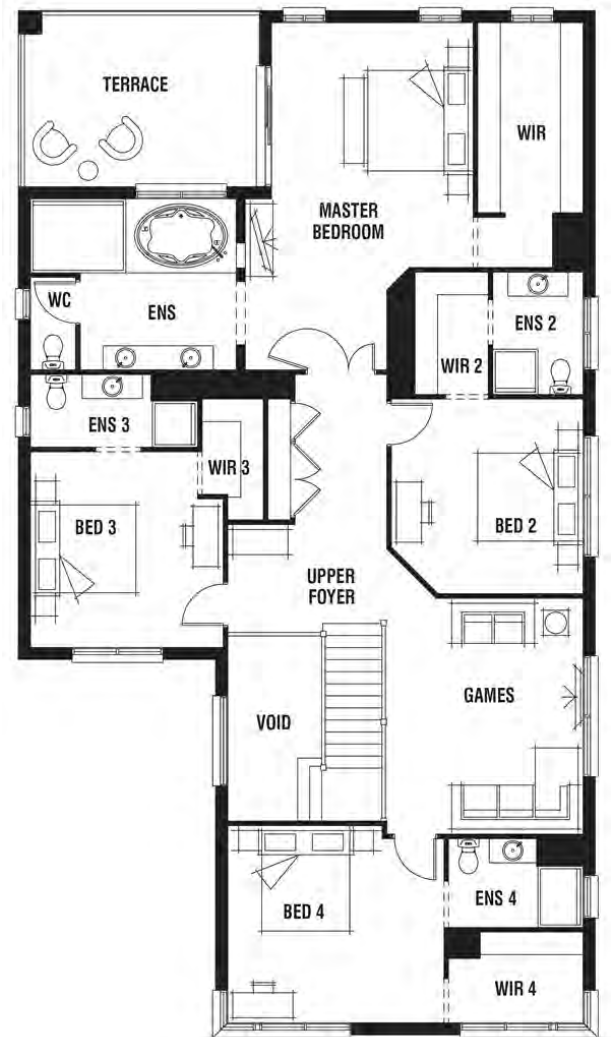 TERRACE
WIR
MASTER
BEDROOM
WC
ENS
ENS 2
WIR 2
ENS 3
WIR 3
BED 3
BED 2
UPPER
FOYER
GAMES
VOID
BED 4
ENS 4
WIR 4